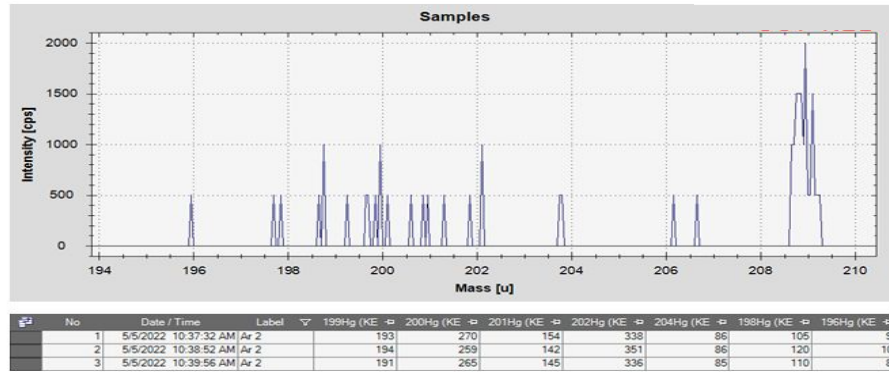 Samples
2000
1500
1000
500
0
Intensity [cps]
194 196 198 200 202 204 206 208 210
Mass [u]
No Date / Time Label 199Hg (KE 200Hg (KE 201Hg (KE 202Hg (KE 204Hg (KE 198Hg (KE 196Hg (KE
1 5/5/2022 10:37:32 AM Ar 2 193 270 154 338 86 105
2 5/5/2022 10:38:52 AM Ar 2 194 259 142 351 86 120
3 5/5/2022 10:39:56 AM Ar 2 191 265 145 336 85 110